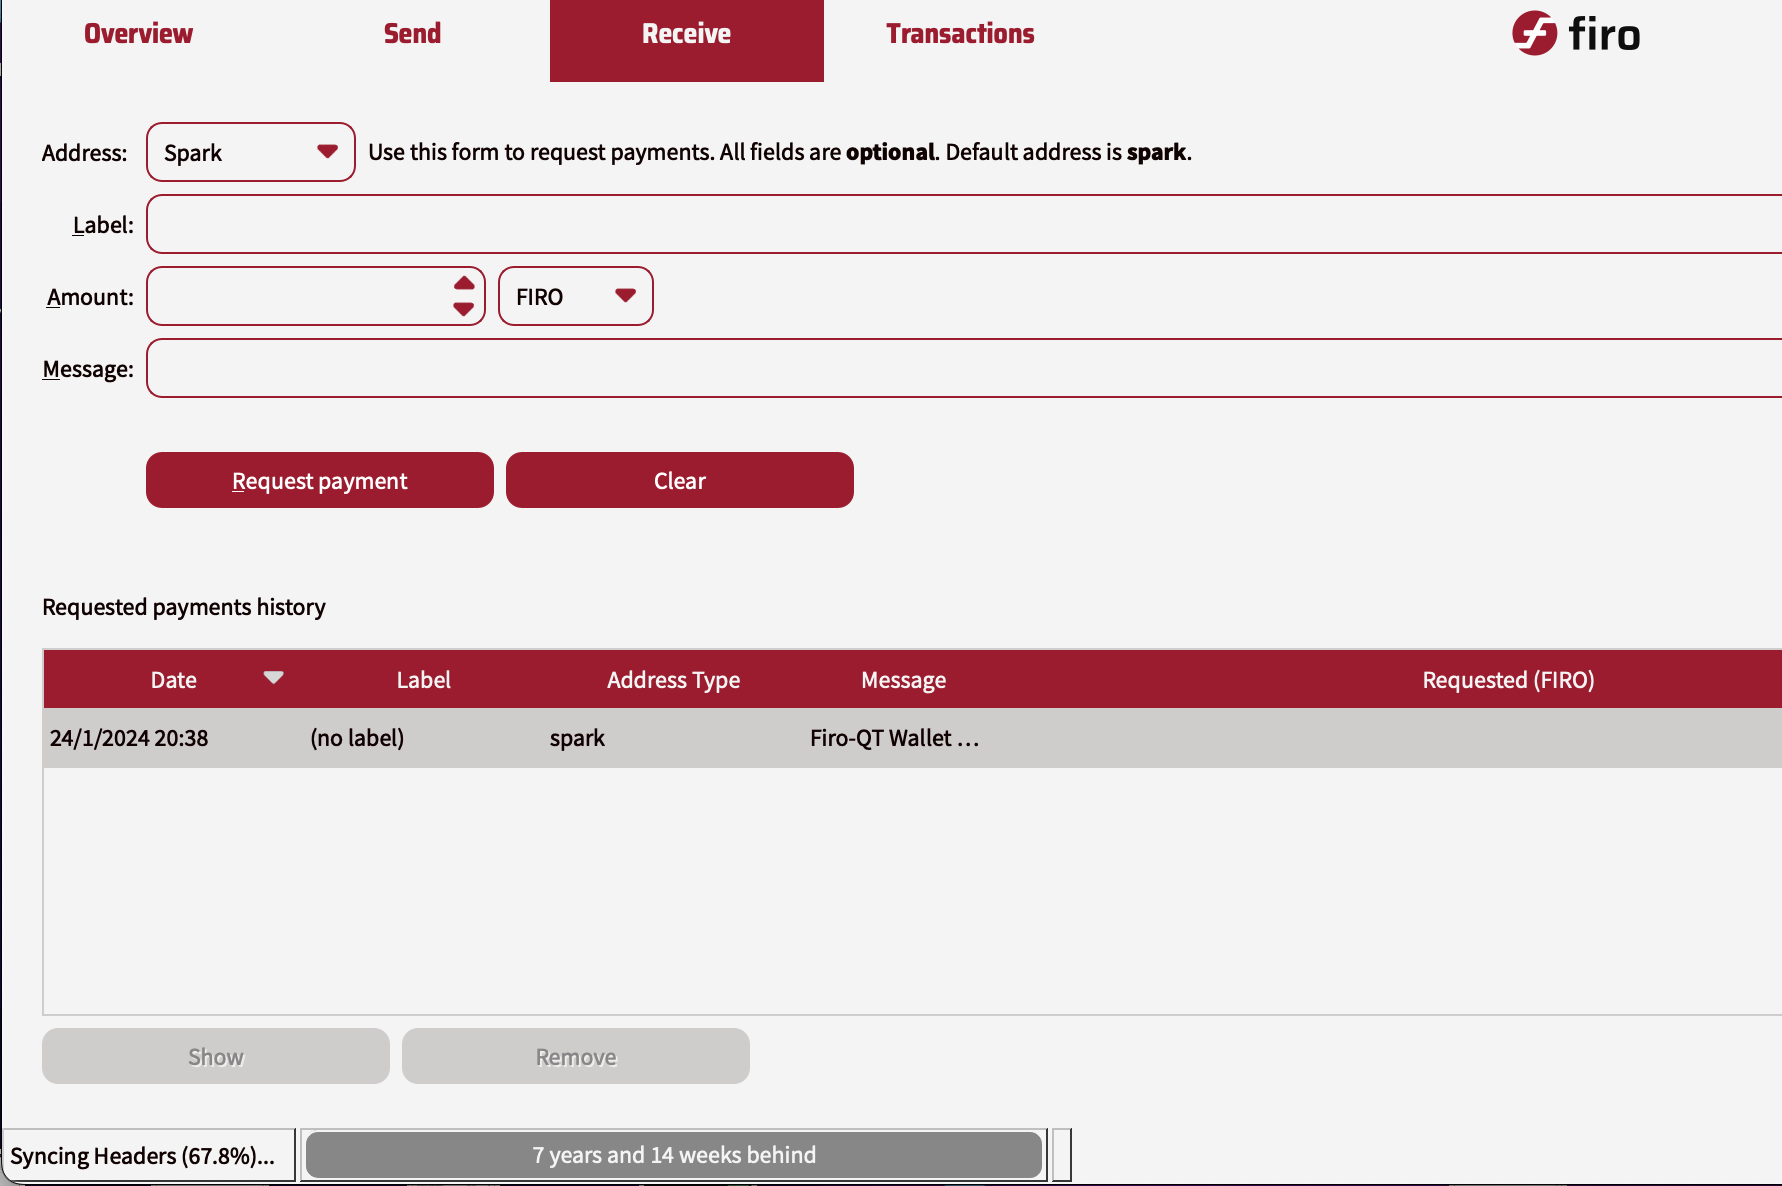 Overview Send Receive Transactions firo
Address: Spark Use this form to request payments. All fields are optional. Default address is spark.
Label:
Amount: FIRO
Message:
Request payment Clear
Requested payments history
Date Label Address Type Message Requested (FIRO)
24/1/2024 20:38 (no label) spark Firo-QT Wallet …
Show Remove
Syncing Headers (67.8%)... 7 years and 14 weeks behind